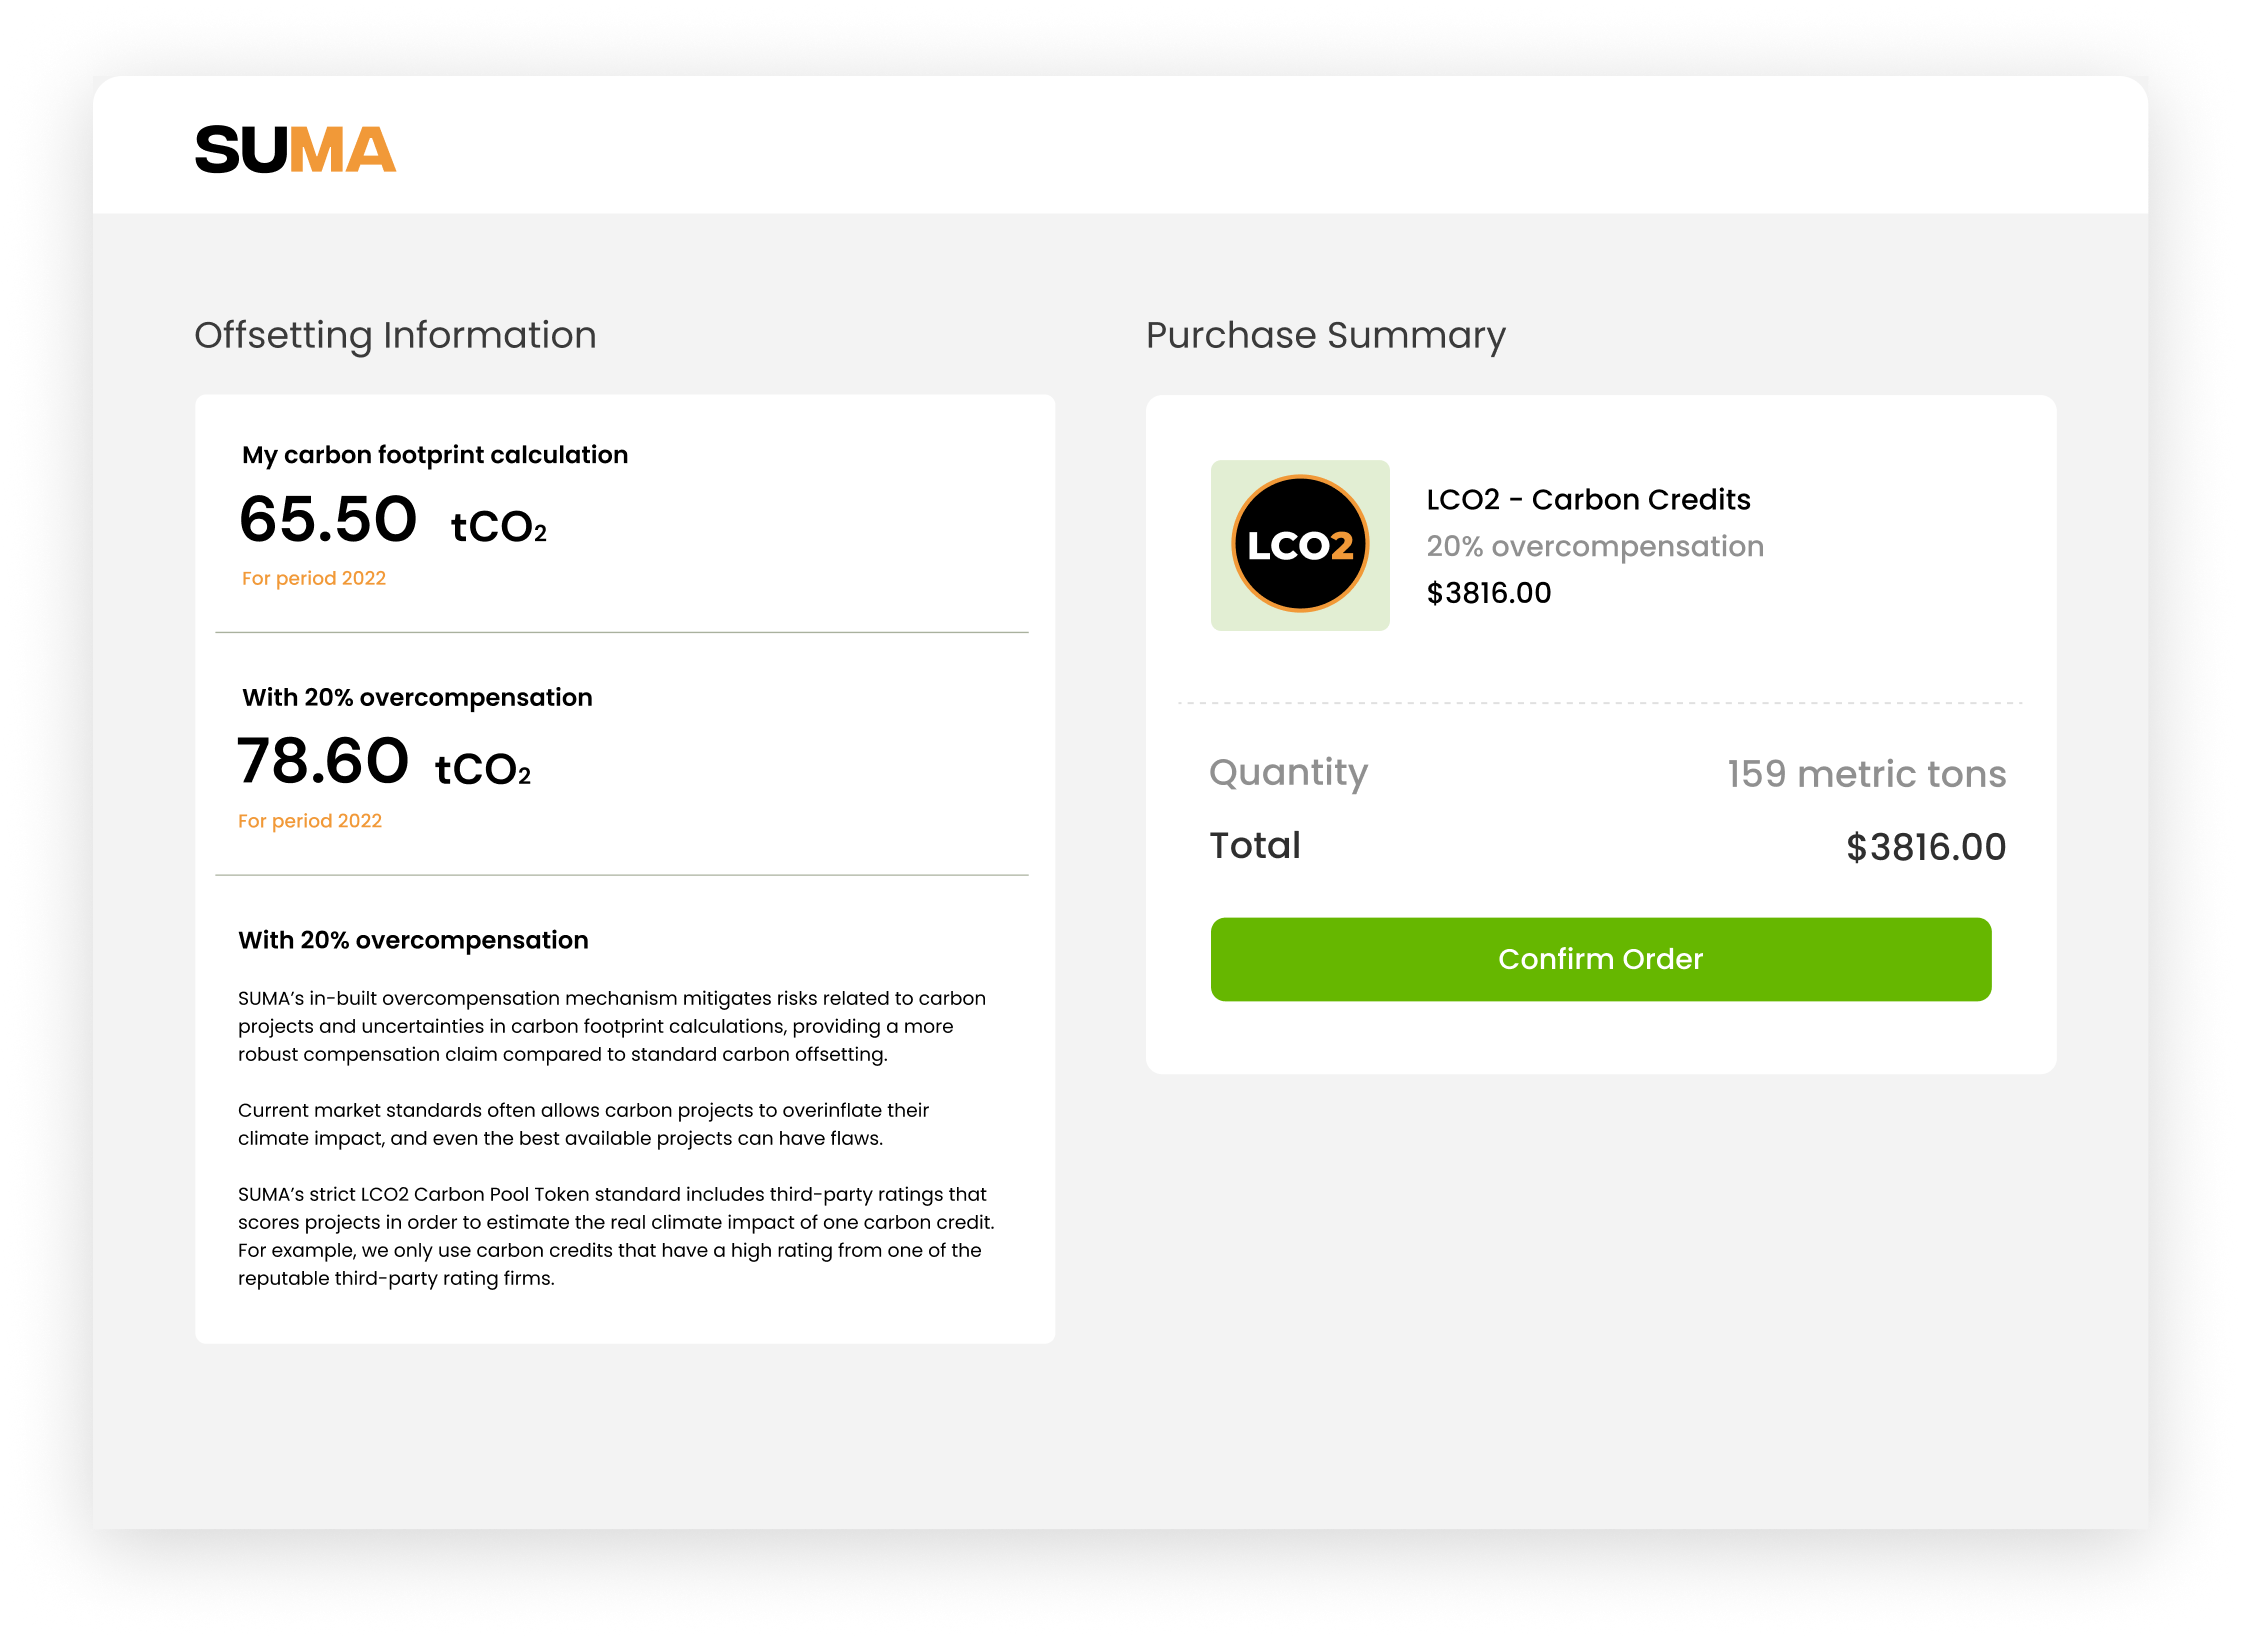 SUMA
Offsetting Information
My carbon footprint calculation
65.50 tCO₂
For period 2022
With 20% overcompensation
78.60 tCO₂
For period 2022
With 20% overcompensation
SUMA’s in-built overcompensation mechanism mitigates risks related to carbon
projects and uncertainties in carbon footprint calculations, providing a more
robust compensation claim compared to standard carbon offsetting.
Current market standards often allows carbon projects to overinflate their
climate impact, and even the best available projects can have flaws.
SUMA’s strict LCO2 Carbon Pool Token standard includes third-party ratings that
scores projects in order to estimate the real climate impact of one carbon credit.
For example, we only use carbon credits that have a high rating from one of the
reputable third-party rating firms.
Purchase Summary
LCO2
LCO2 - Carbon Credits
20% overcompensation
$3816.00
Quantity 159 metric tons
Total $3816.00
Confirm Order